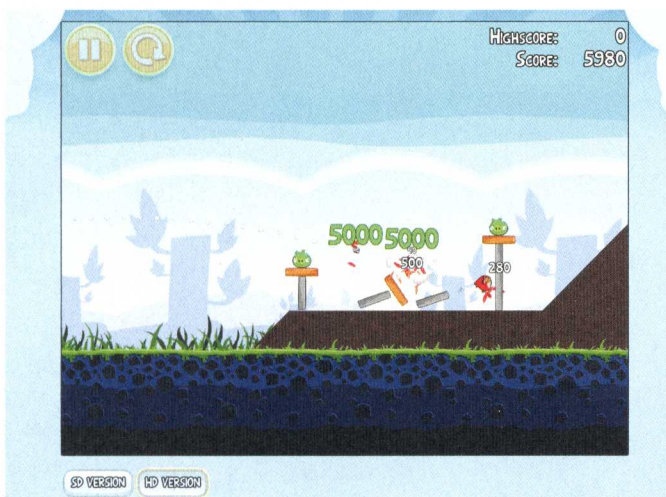 HIGHSCORE: 0
SCORE: 5980
5000 5000
500
280
SD VERSION HD VERSION